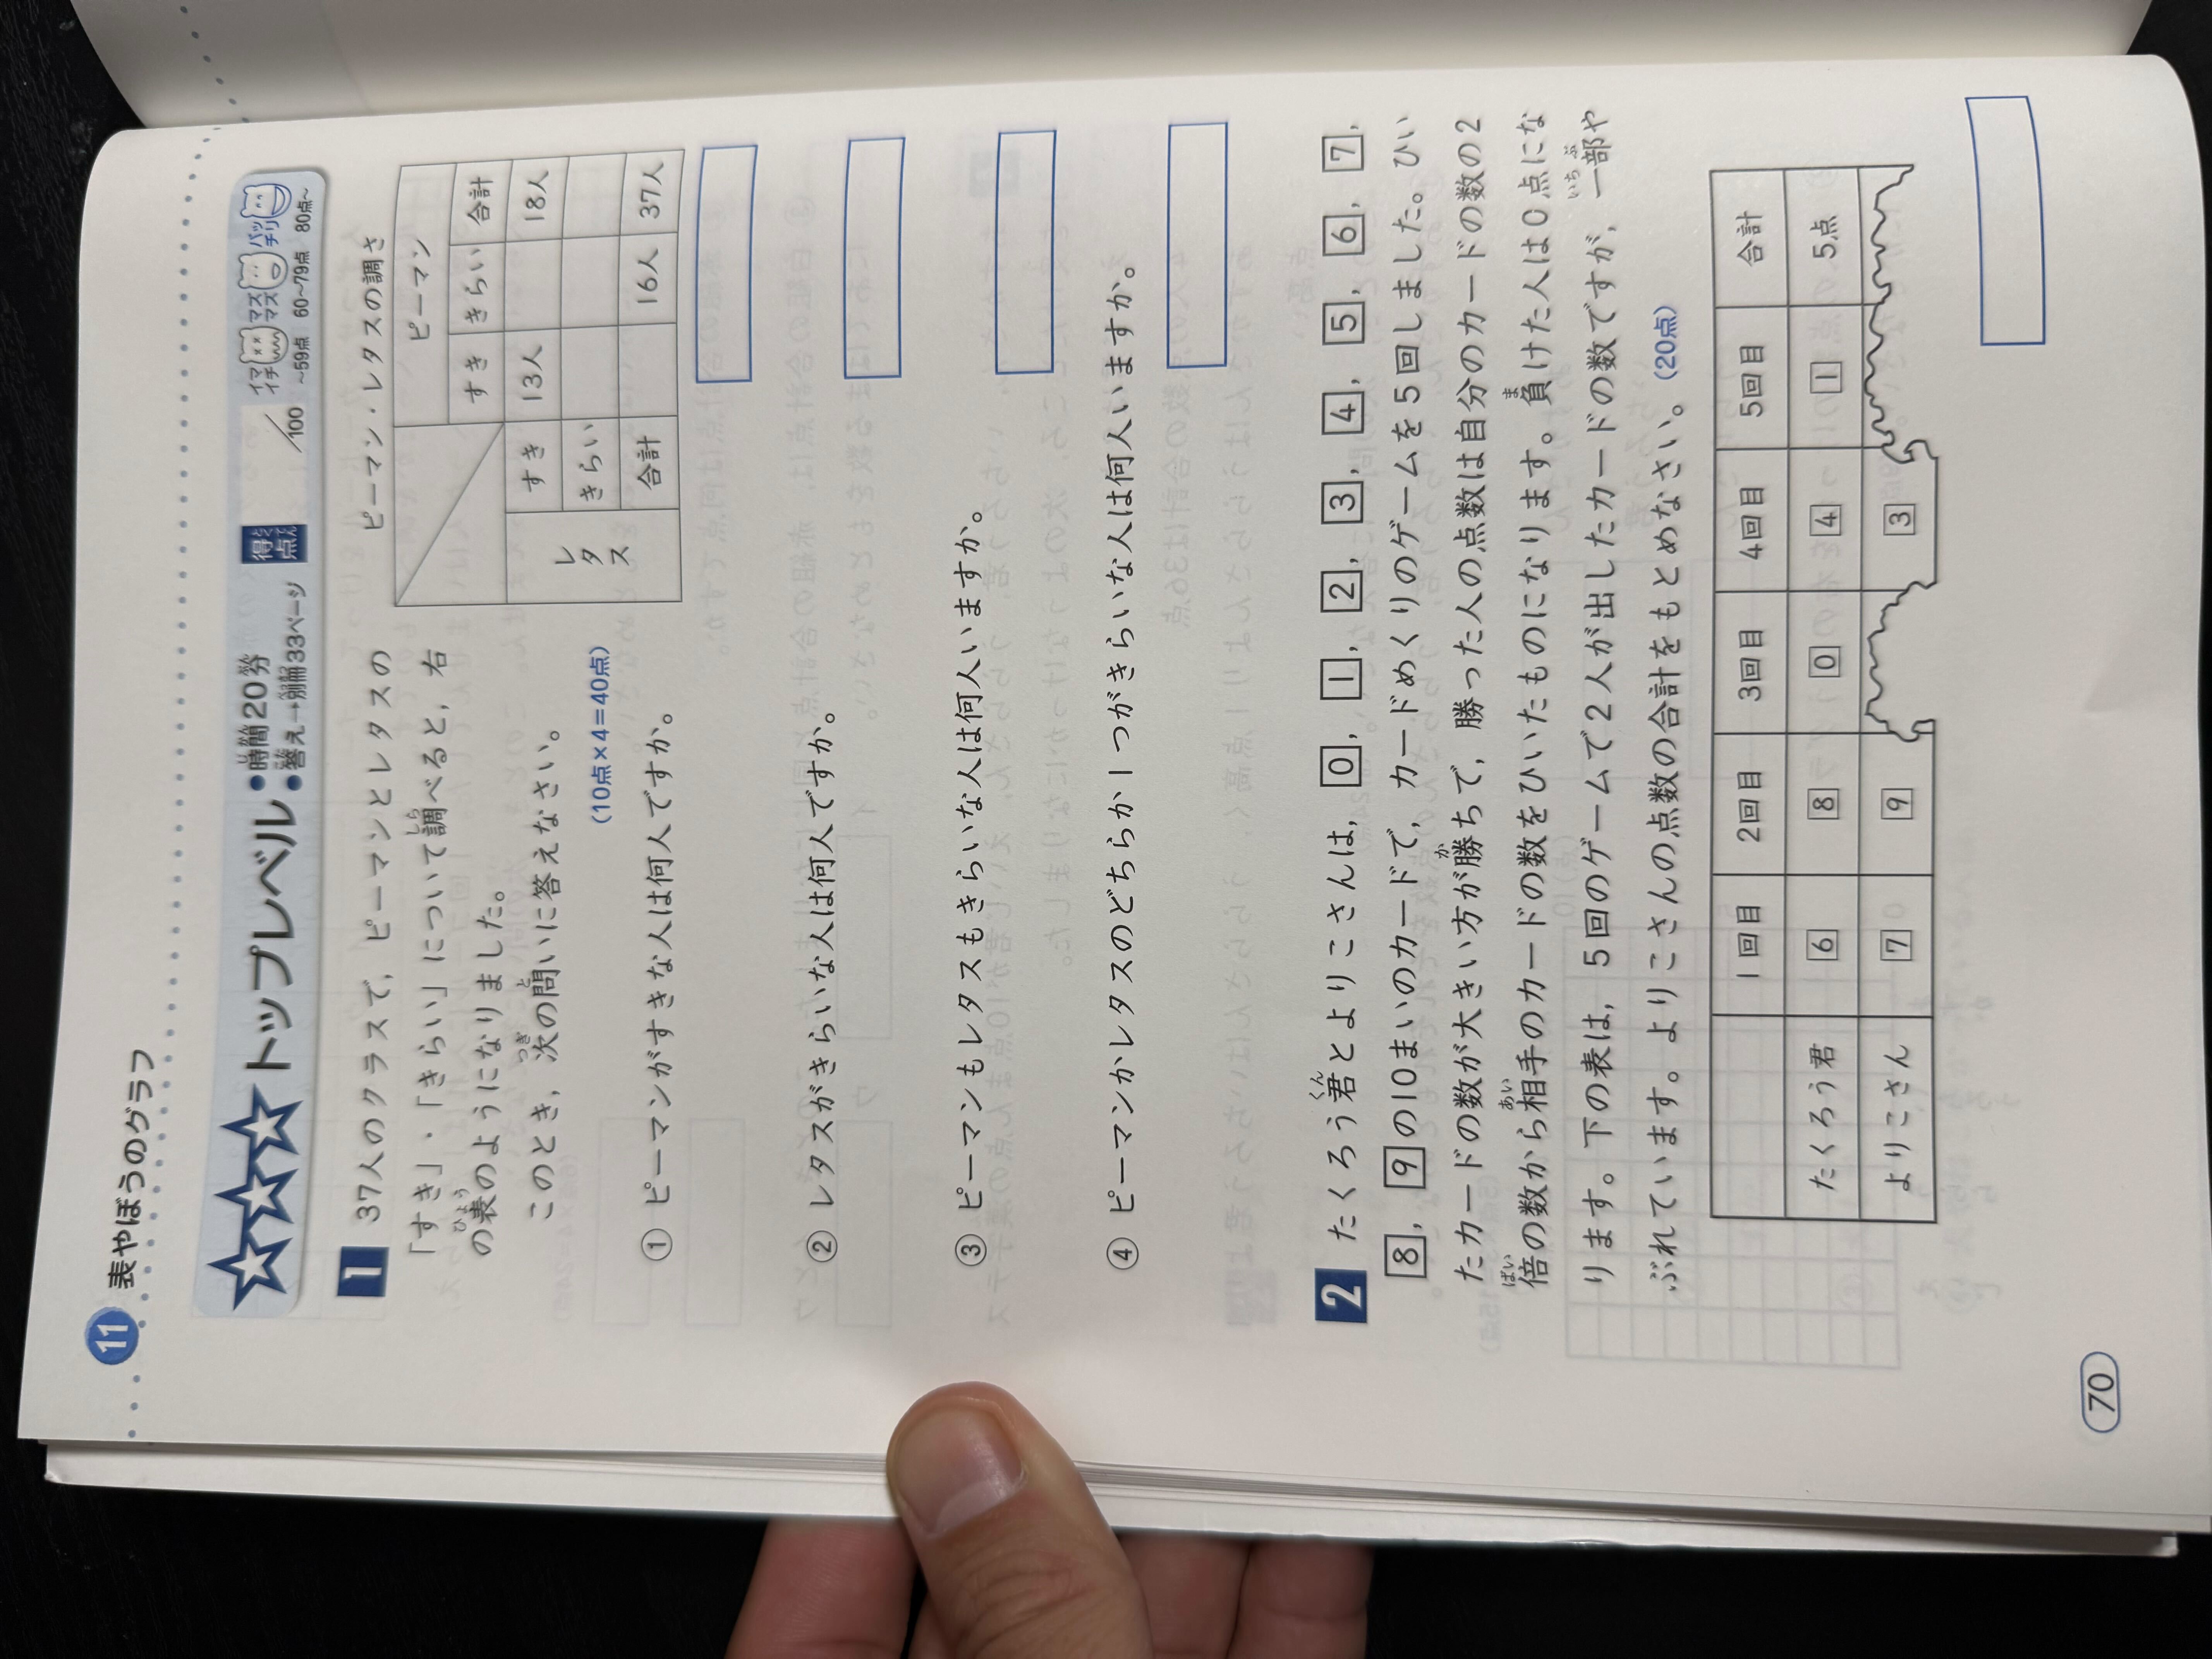 11 表やぼうのグラフ
トップレベル
●時間20分
●答え→別冊33ページ
得点
/100
イマイチ マズマズ バッチリ
~59点 60~79点 80点~
1 37人のクラスで，ピーマンとレタスの
「すき」・「きらい」について調べると，右
の表のようになりました。
このとき，次の問いに答えなさい。
(10点×4=40点)
ピーマン・レタスの調さ
ピーマン
すき きらい 合計
レタス
すき 13人 18人
きらい
合計 16人 37人
① ピーマンがすきな人は何人ですか。
② レタスがきらいな人は何人ですか。
③ ピーマンもレタスもきらいな人は何人いますか。
④ ピーマンかレタスのどちらか1つがきらいな人は何人いますか。
2 たくろう君とよりこさんは，0，1，2，3，4，5，6，7，
8，9の10まいのカードで，カードめくりのゲームを5回しました。ひい
たカードの数が大きい方が勝ちで，勝った人の点数は自分のカードの数の2
倍の数から相手のカードの数をひいたものになります。負けた人は0点にな
ります。下の表は，5回のゲームで2人が出したカードの数ですが，一部や
ぶれています。よりこさんの点数の合計をもとめなさい。(20点)
1回目 2回目 3回目 4回目 5回目 合計
たくろう君 6 8 0 4 1 5点
よりこさん 7 9 3
70